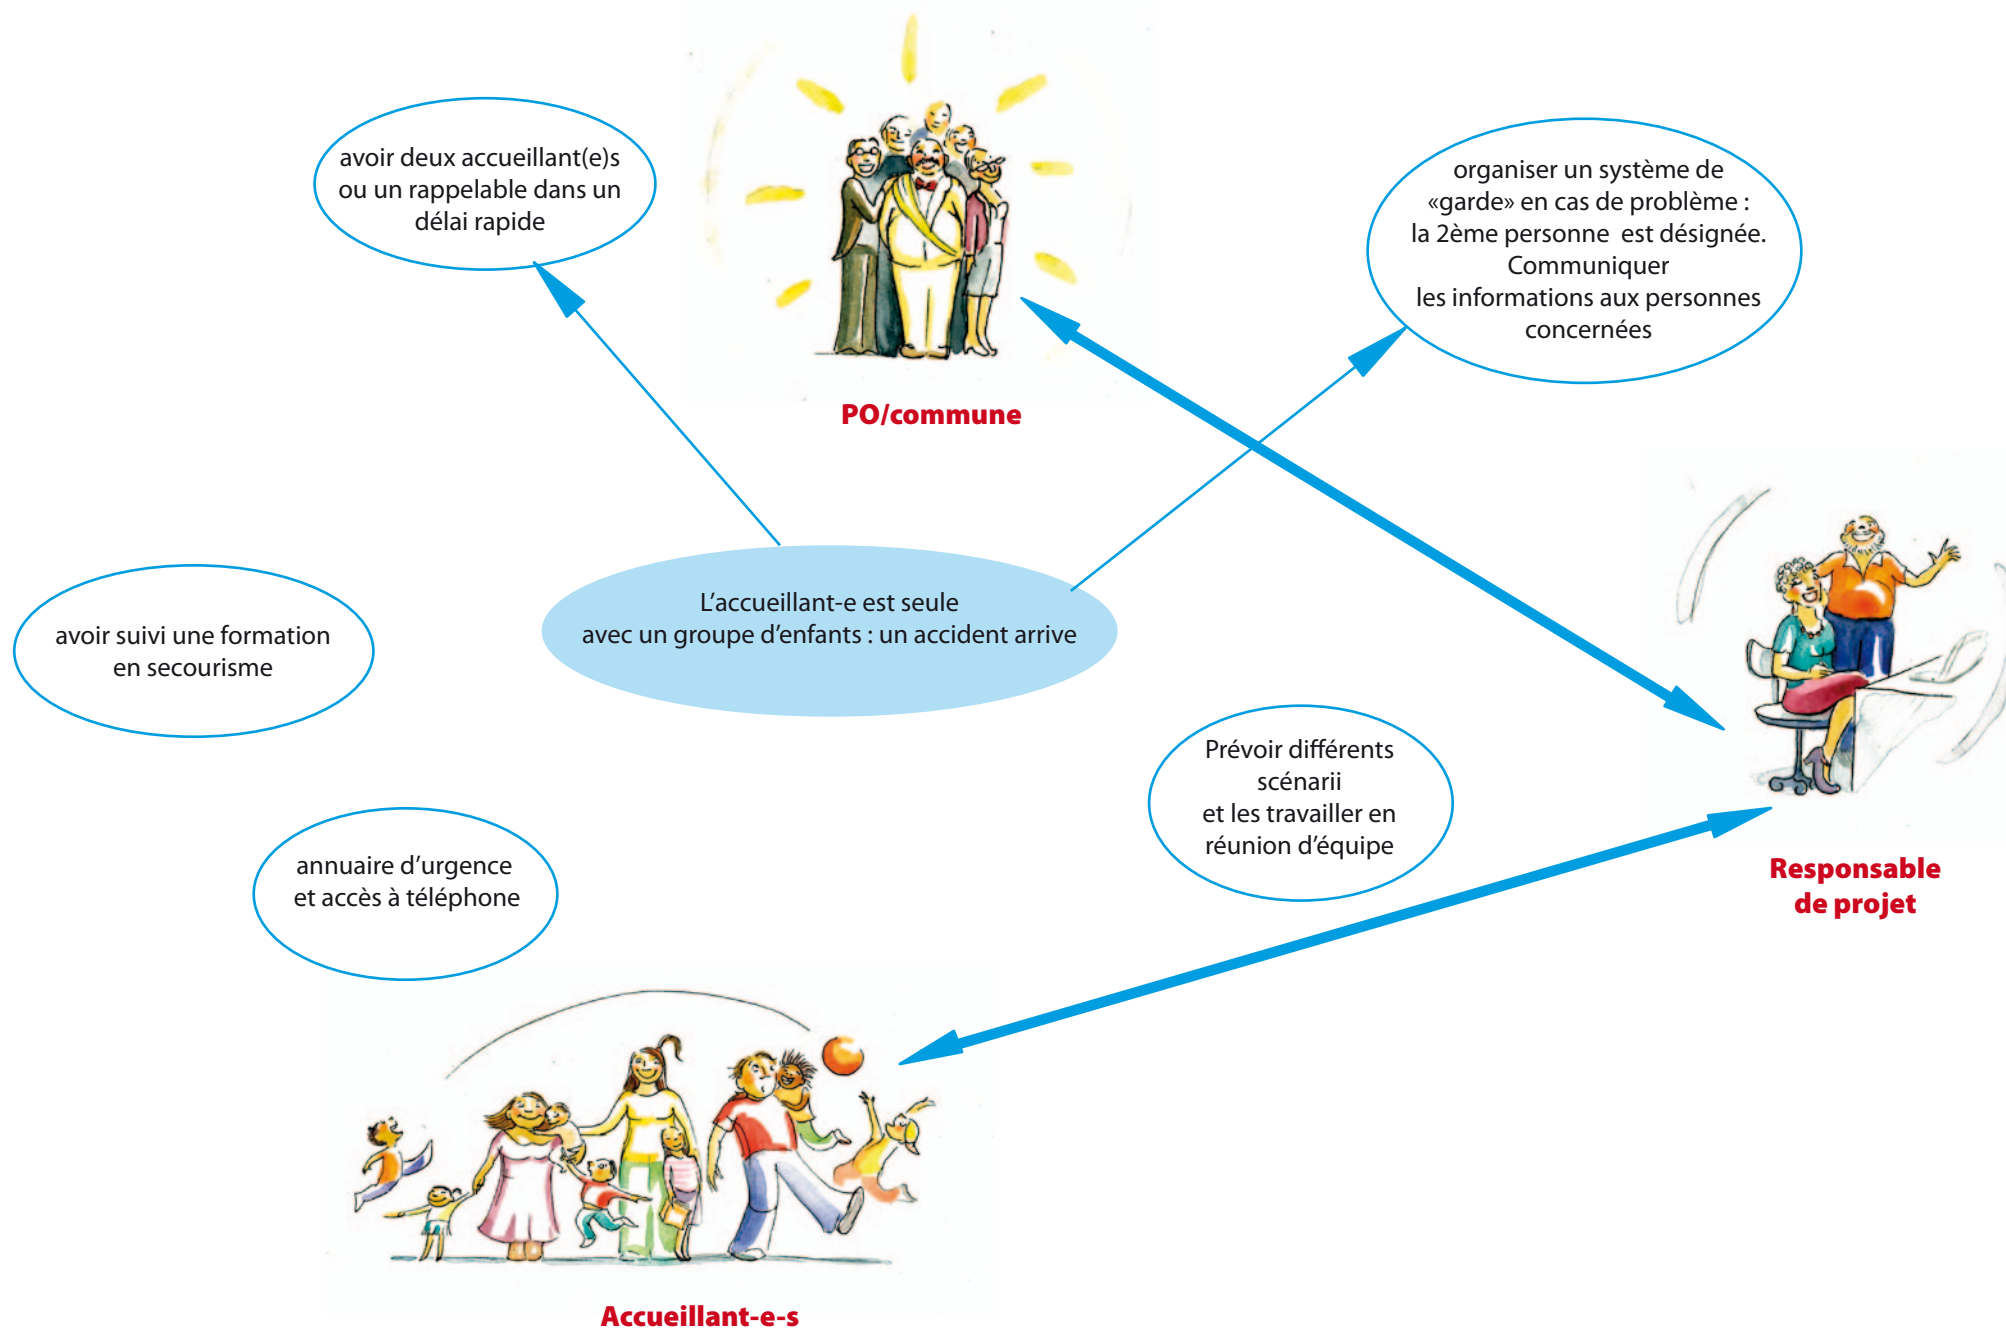 avoir deux accueillant(e)s
ou un rappelable dans un
délai rapide
organiser un système de
«garde» en cas de problème :
la 2ème personne est désignée.
Communiquer
les informations aux personnes
concernées
PO/commune
L’accueillant-e est seule
avec un groupe d’enfants : un accident arrive
avoir suivi une formation
en secourisme
Prévoir différents
scénarii
et les travailler en
réunion d’équipe
annuaire d’urgence
et accès à téléphone
Responsable
de projet
Accueillant-e-s